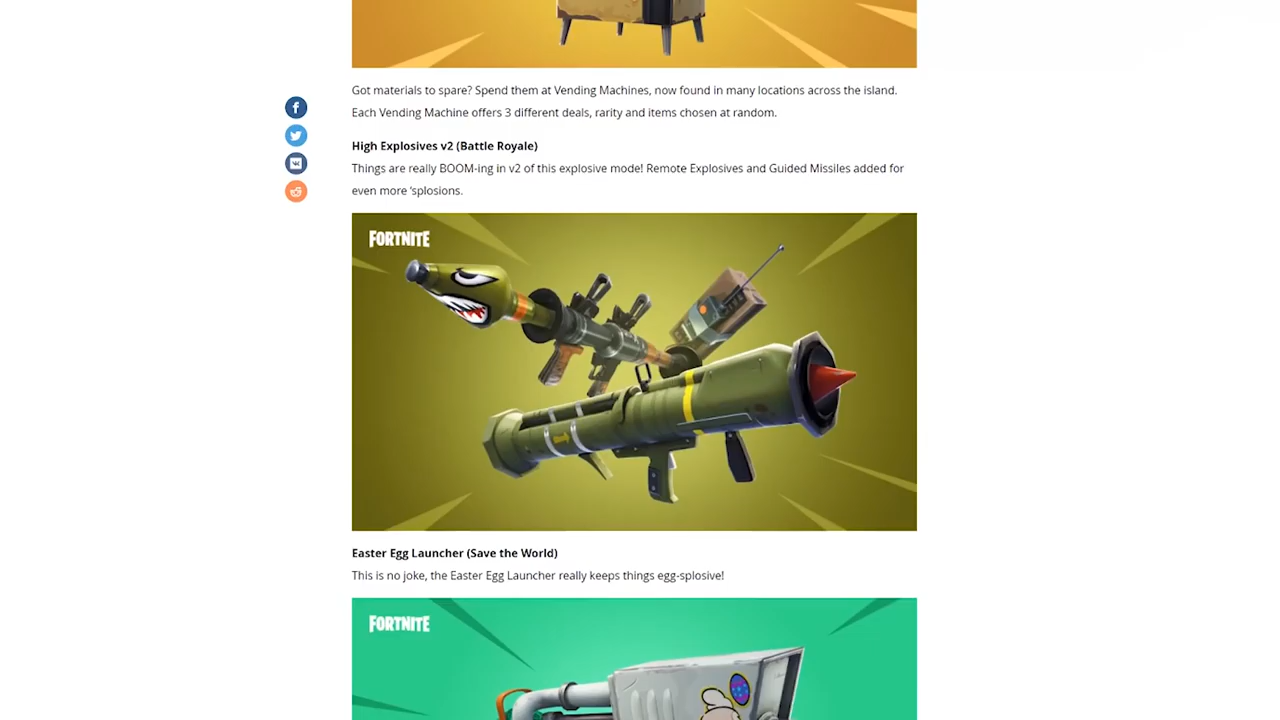 Got materials to spare? Spend them at Vending Machines, now found in many locations across the island.
Each Vending Machine offers 3 different deals, rarity and items chosen at random.
High Explosives v2 (Battle Royale)
Things are really BOOM-ing in v2 of this explosive mode! Remote Explosives and Guided Missiles added for
even more ‘splosions.
FORTNITE
Easter Egg Launcher (Save the World)
This is no joke, the Easter Egg Launcher really keeps things egg-splosive!
FORTNITE